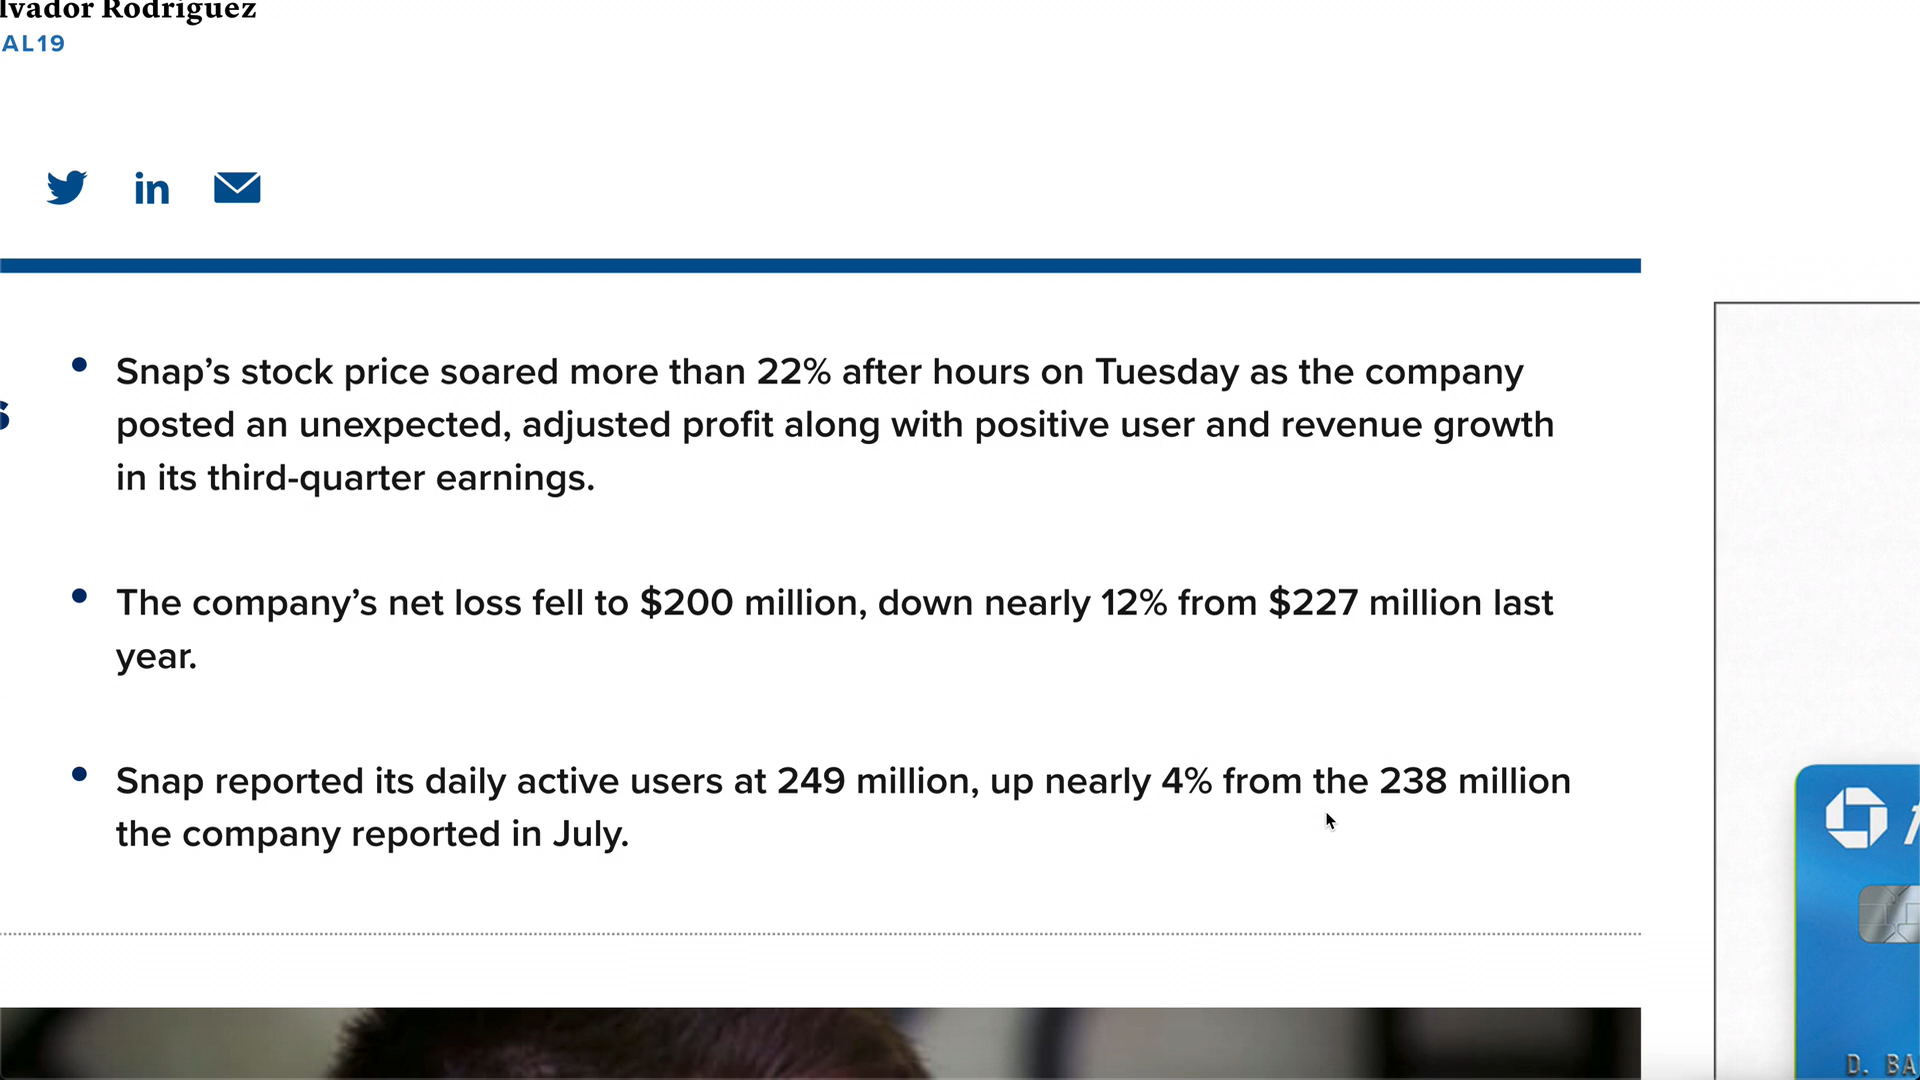 lvador Rodriguez
AL19
in
S
Snap’s stock price soared more than 22% after hours on Tuesday as the company
posted an unexpected, adjusted profit along with positive user and revenue growth
in its third-quarter earnings.
The company’s net loss fell to $200 million, down nearly 12% from $227 million last
year.
Snap reported its daily active users at 249 million, up nearly 4% from the 238 million
the company reported in July.
D. BA